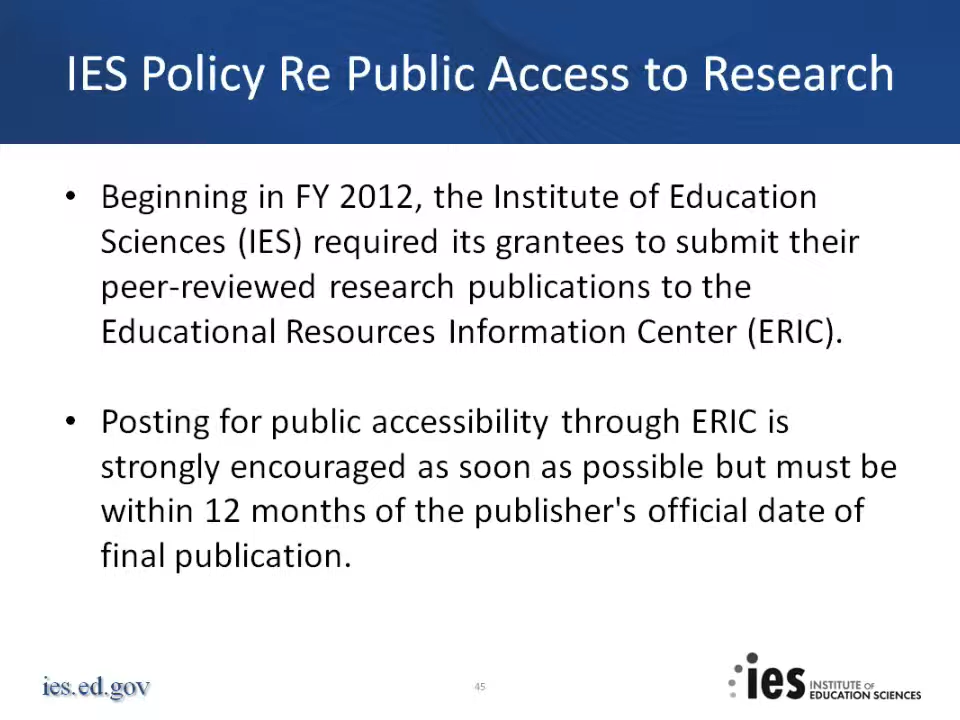 IES Policy Re Public Access to Research
• Beginning in FY 2012, the Institute of Education
Sciences (IES) required its grantees to submit their
peer-reviewed research publications to the
Educational Resources Information Center (ERIC).
• Posting for public accessibility through ERIC is
strongly encouraged as soon as possible but must be
within 12 months of the publisher's official date of
final publication.
ies.ed.gov
45
ies INSTITUTE OF
EDUCATION SCIENCES